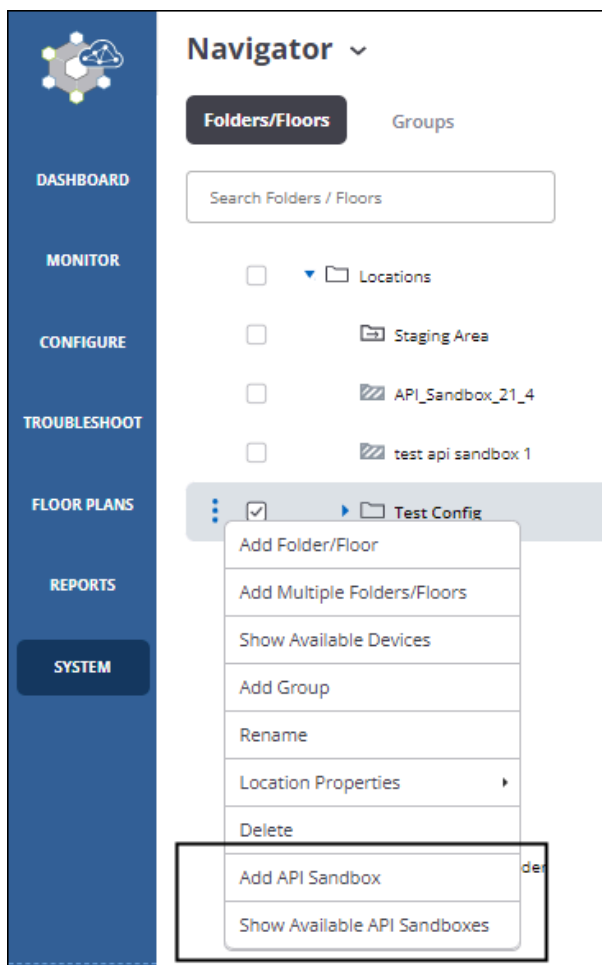 Navigator
Folders/Floors
Groups
DASHBOARD
Search Folders / Floors
MONITOR
Locations
CONFIGURE
Staging Area
API_Sandbox_21_4
TROUBLESHOOT
test api sandbox 1
FLOOR PLANS
Test Config
Add Folder/Floor
REPORTS
Add Multiple Folders/Floors
Show Available Devices
SYSTEM
Add Group
Rename
Location Properties
Delete
der
Add API Sandbox
Show Available API Sandboxes